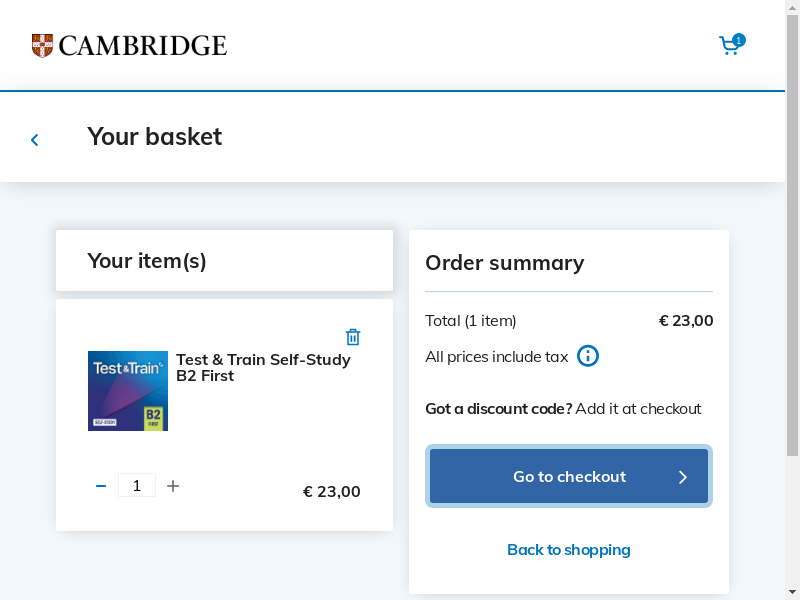 CAMBRIDGE
1
Your basket
Your item(s)
Test & Train
Test & Train Self-Study
B2 First
B2
FIRST
SELF-STUDY
1
€ 23,00
Order summary
Total (1 item) € 23,00
All prices include tax
Got a discount code? Add it at checkout
Go to checkout
Back to shopping